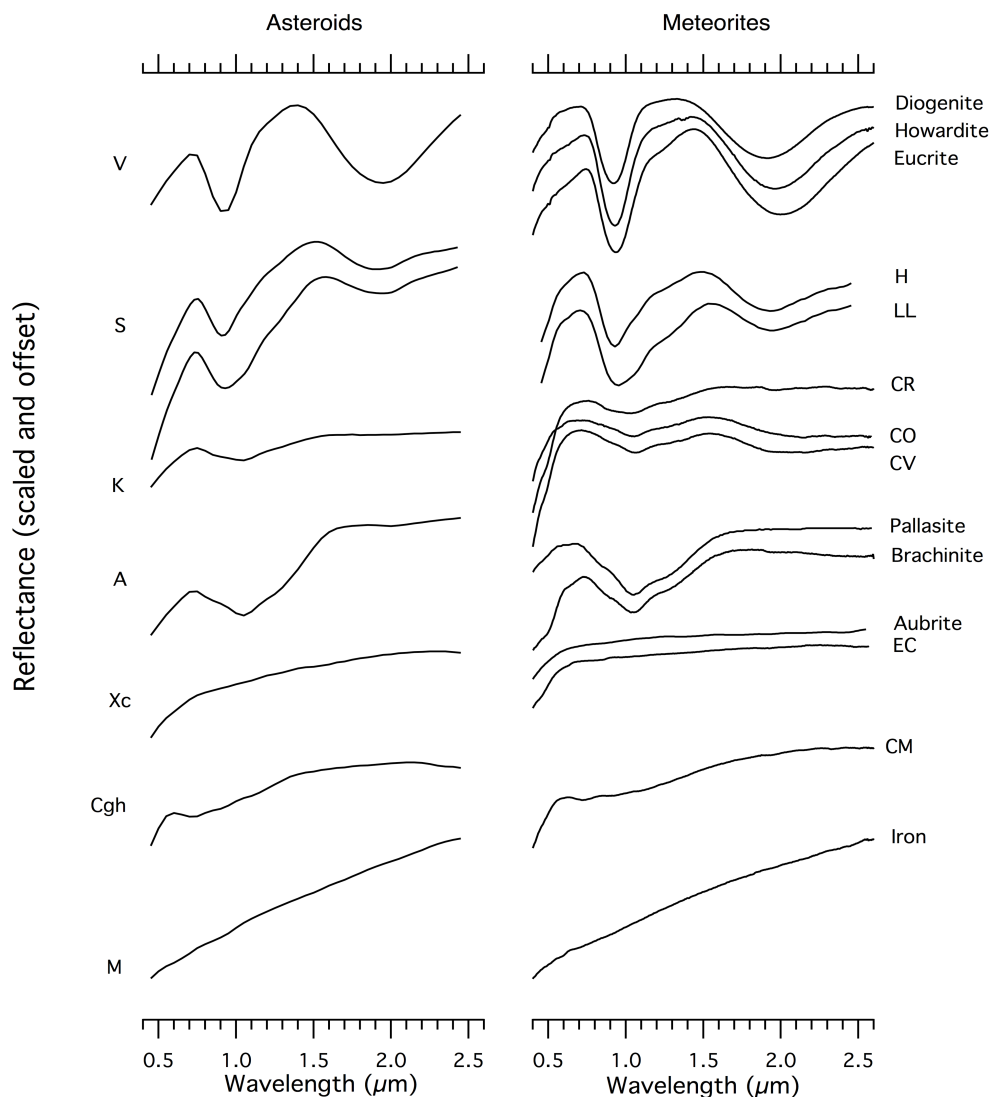 Asteroids
Meteorites
Reflectance (scaled and offset)
V
S
K
A
Xc
Cgh
M
Diogenite
Howardite
Eucrite
H
LL
CR
CO
CV
Pallasite
Brachinite
Aubrite
EC
CM
Iron
0.5 1.0 1.5 2.0 2.5
Wavelength (µm)
0.5 1.0 1.5 2.0 2.5
Wavelength (µm)